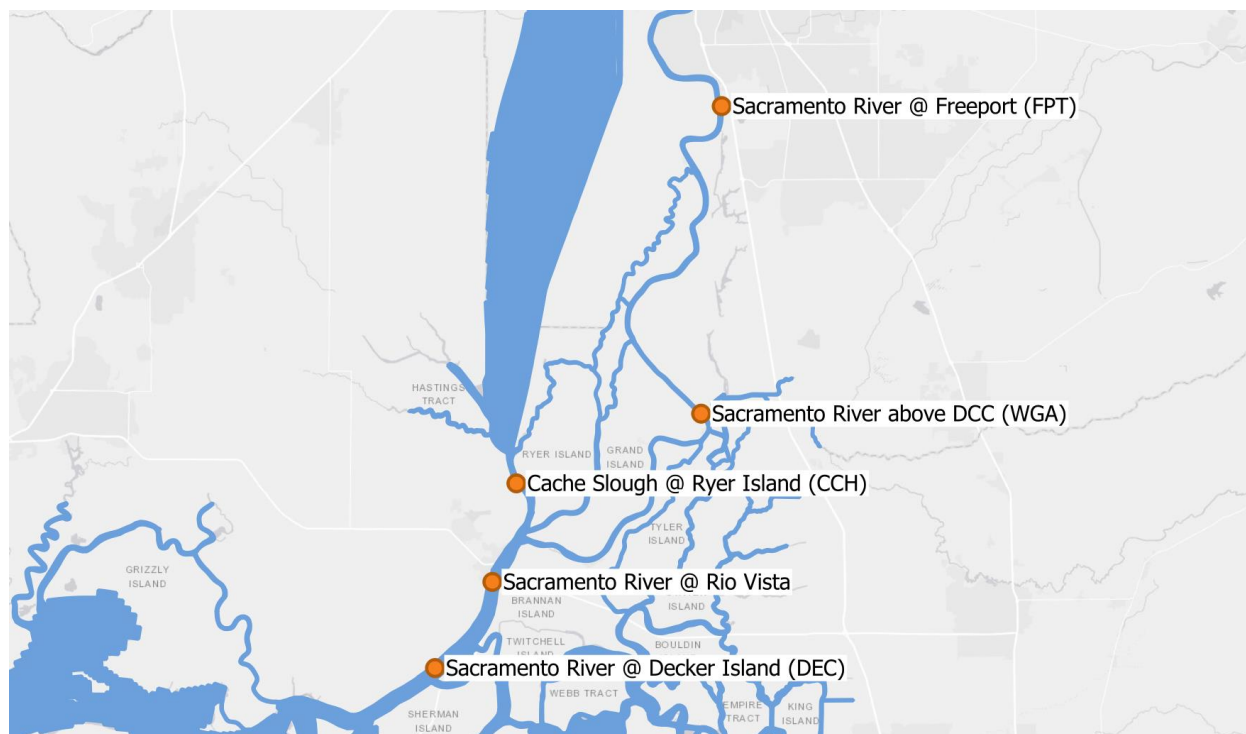 Sacramento River @ Freeport (FPT)
HASTINGS
TRACT
Sacramento River above DCC (WGA)
RYER ISLAND
GRAND
ISLAND
Cache Slough @ Ryer Island (CCH)
TYLER
ISLAND
GRIZZLY
ISLAND
Sacramento River @ Rio Vista
BRANNAN
ISLAND
ISLAND
TWITCHELL
BOULDIN
Sacramento River @ Decker Island (DEC)
WEBB TRACT
EMPIRE
TRACT
KING
ISLAND
SHERMAN
ISLAND